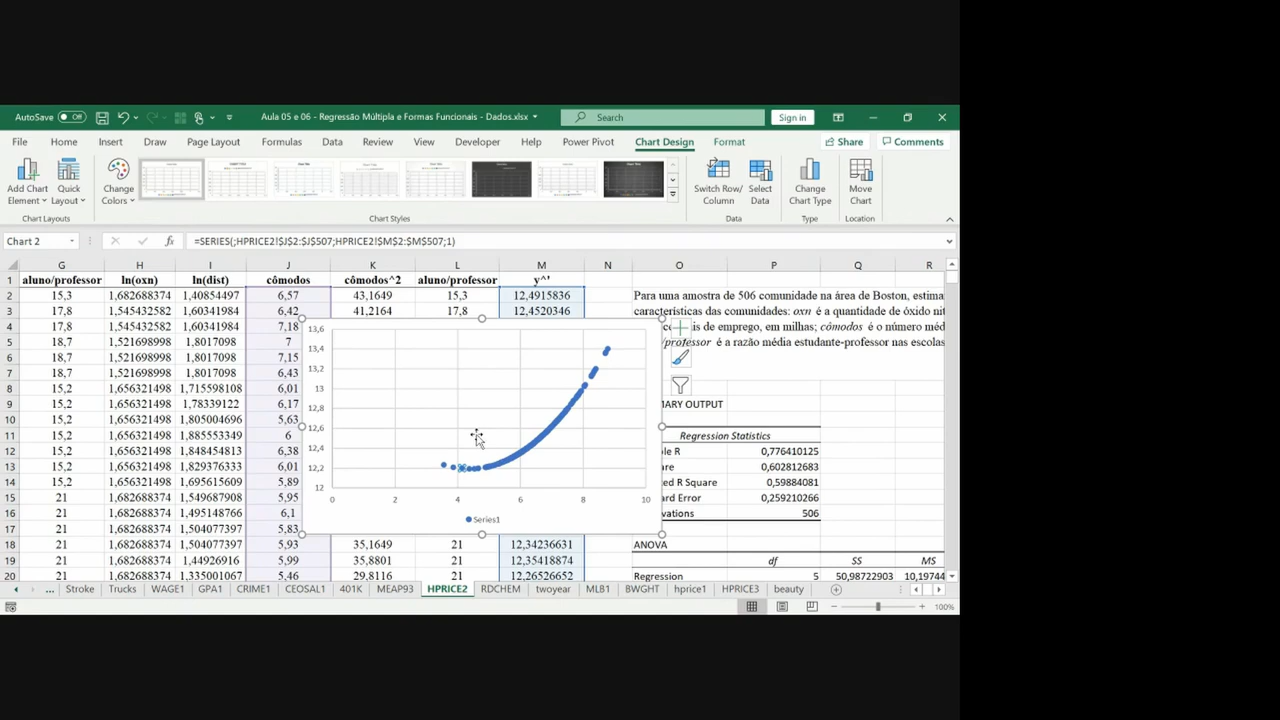 AutoSave Off Aula 05 e 06 - Regressão Múltipla e Formas Funcionais - Dados.xlsx Search Sign in
File Home Insert Draw Page Layout Formulas Data Review View Developer Help Power Pivot Chart Design Format Share Comments
Add Chart Element Quick Layout Change Colors Switch Row/ Column Select Data Change Chart Type Move Chart
Chart Layouts Chart Styles Data Type Location
Chart 2 fx =SERIES(;HPRICE2!$J$2:$J$507;HPRICE2!$M$2:$M$507;1)
G H I J K L M N O P Q R
1 aluno/professor ln(oxn) ln(dist) cômodos cômodos^2 aluno/professor y^'
2 15,3 1,682688374 1,40854497 6,57 43,1649 15,3 12,4915836 Para uma amostra de 506 comunidade na área de Boston, estima
3 17,8 1,545432582 1,60341984 6,42 41,2164 17,8 12,4520346 características das comunidades: oxn é a quantidade de óxido nit
4 17,8 1,545432582 1,60341984 7,18 is de emprego, em milhas; cômodos é o número méd
5 18,7 1,521698998 1,8017098 7 /professor é a razão média estudante-professor nas escolas
6 18,7 1,521698998 1,8017098 7,15
7 18,7 1,521698998 1,8017098 6,43
8 15,2 1,656321498 1,715598108 6,01
9 15,2 1,656321498 1,78339122 6,17 MARY OUTPUT
10 15,2 1,656321498 1,805004696 5,63
11 15,2 1,656321498 1,885553349 6 Regression Statistics
12 15,2 1,656321498 1,848454813 6,38 le R 0,776410125
13 15,2 1,656321498 1,829376333 6,01 are 0,602812683
14 15,2 1,656321498 1,695615609 5,89 ted R Square 0,59884081
15 21 1,682688374 1,549687908 5,95 ard Error 0,259210266
16 21 1,682688374 1,495148766 6,1 vations 506
17 21 1,682688374 1,504077397 5,83
18 21 1,682688374 1,504077397 5,93 35,1649 21 12,34236631 ANOVA
19 21 1,682688374 1,44926916 5,99 35,8801 21 12,35418874 df SS MS
20 21 1,682688374 1,335001067 5,46 29,8116 21 12,26526652 Regression 5 50,98722903 10,19744
13,6
13,4
13,2
13
12,8
12,6
12,4
12,2
12
0 2 4 6 8 10
Series1
... Stroke Trucks WAGE1 GPA1 CRIME1 CEOSAL1 401K MEAP93 HPRICE2 RDCHEM twoyear MLB1 BWGHT hprice1 HPRICE3 beauty
100%